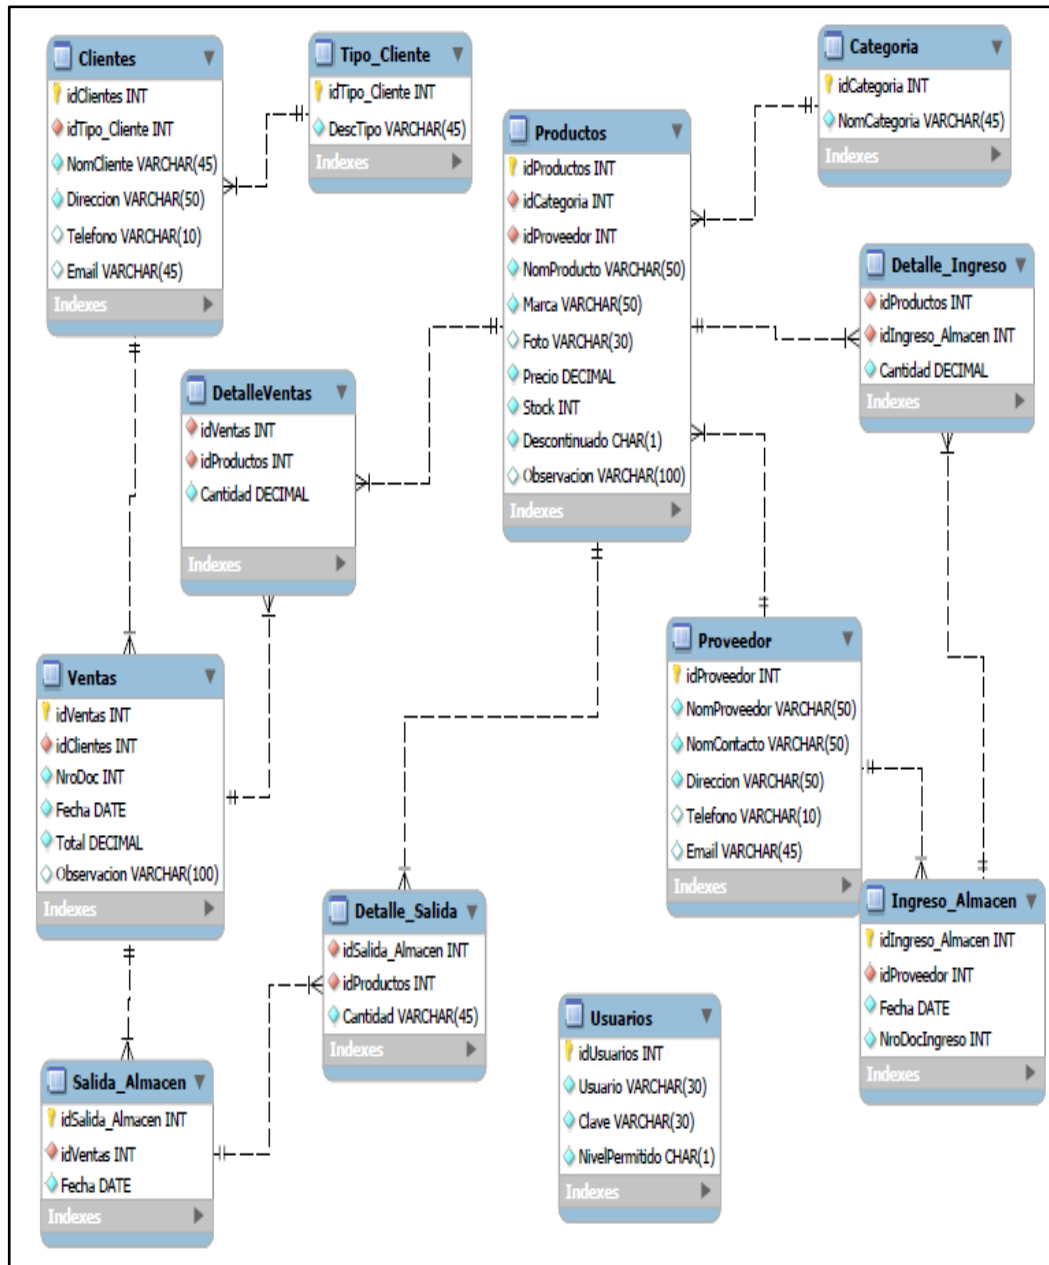 Clientes
idClientes INT
idTipo_Cliente INT
NomCliente VARCHAR(45)
Direccion VARCHAR(50)
Telefono VARCHAR(10)
Email VARCHAR(45)
Indexes
Tipo_Cliente
idTipo_Cliente INT
DescTipo VARCHAR(45)
Indexes
Productos
idProductos INT
idCategoria INT
idProveedor INT
NomProducto VARCHAR(50)
Marca VARCHAR(50)
Foto VARCHAR(30)
Precio DECIMAL
Stock INT
Descontinuado CHAR(1)
Observacion VARCHAR(100)
Indexes
Categoria
idCategoria INT
NomCategoria VARCHAR(45)
Indexes
Detalle_Ingreso
idProductos INT
idIngreso_Almacen INT
Cantidad DECIMAL
Indexes
DetalleVentas
idVentas INT
idProductos INT
Cantidad DECIMAL
Indexes
Ventas
idVentas INT
idClientes INT
NroDoc INT
Fecha DATE
Total DECIMAL
Observacion VARCHAR(100)
Indexes
Proveedor
idProveedor INT
NomProveedor VARCHAR(50)
NomContacto VARCHAR(50)
Direccion VARCHAR(50)
Telefono VARCHAR(10)
Email VARCHAR(45)
Indexes
Detalle_Salida
idSalida_Almacen INT
idProductos INT
Cantidad VARCHAR(45)
Indexes
Ingreso_Almacen
idIngreso_Almacen INT
idProveedor INT
Fecha DATE
NroDocIngreso INT
Indexes
Salida_Almacen
idSalida_Almacen INT
idVentas INT
Fecha DATE
Indexes
Usuarios
idUsuarios INT
Usuario VARCHAR(30)
Clave VARCHAR(30)
NivelPermitido CHAR(1)
Indexes